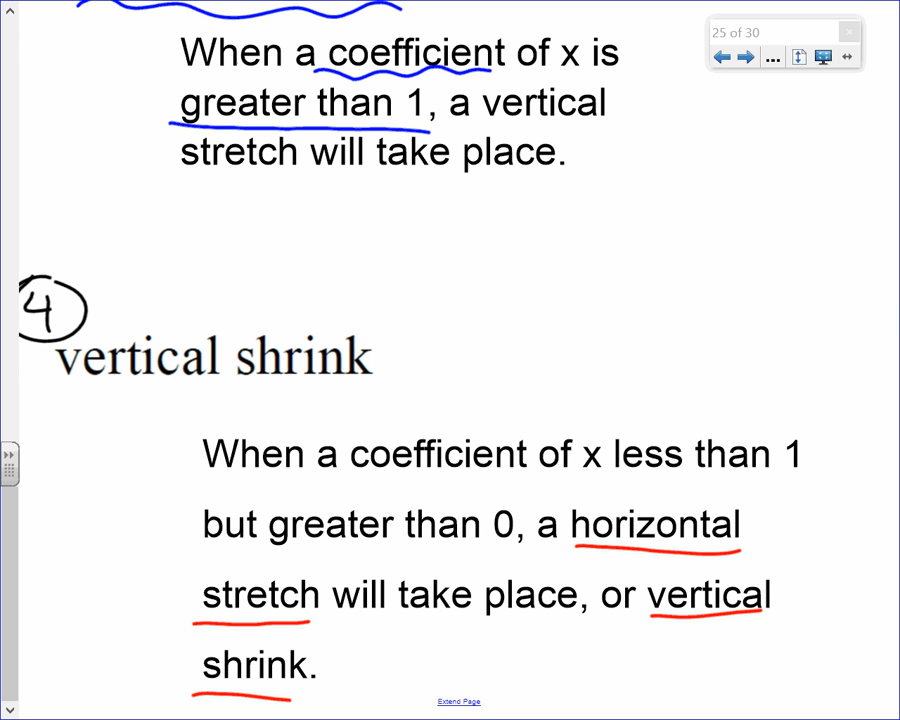 25 of 30
When a coefficient of x is
greater than 1, a vertical
stretch will take place.
4
vertical shrink
When a coefficient of x less than 1
but greater than 0, a horizontal
stretch will take place, or vertical
shrink.
Extend Page